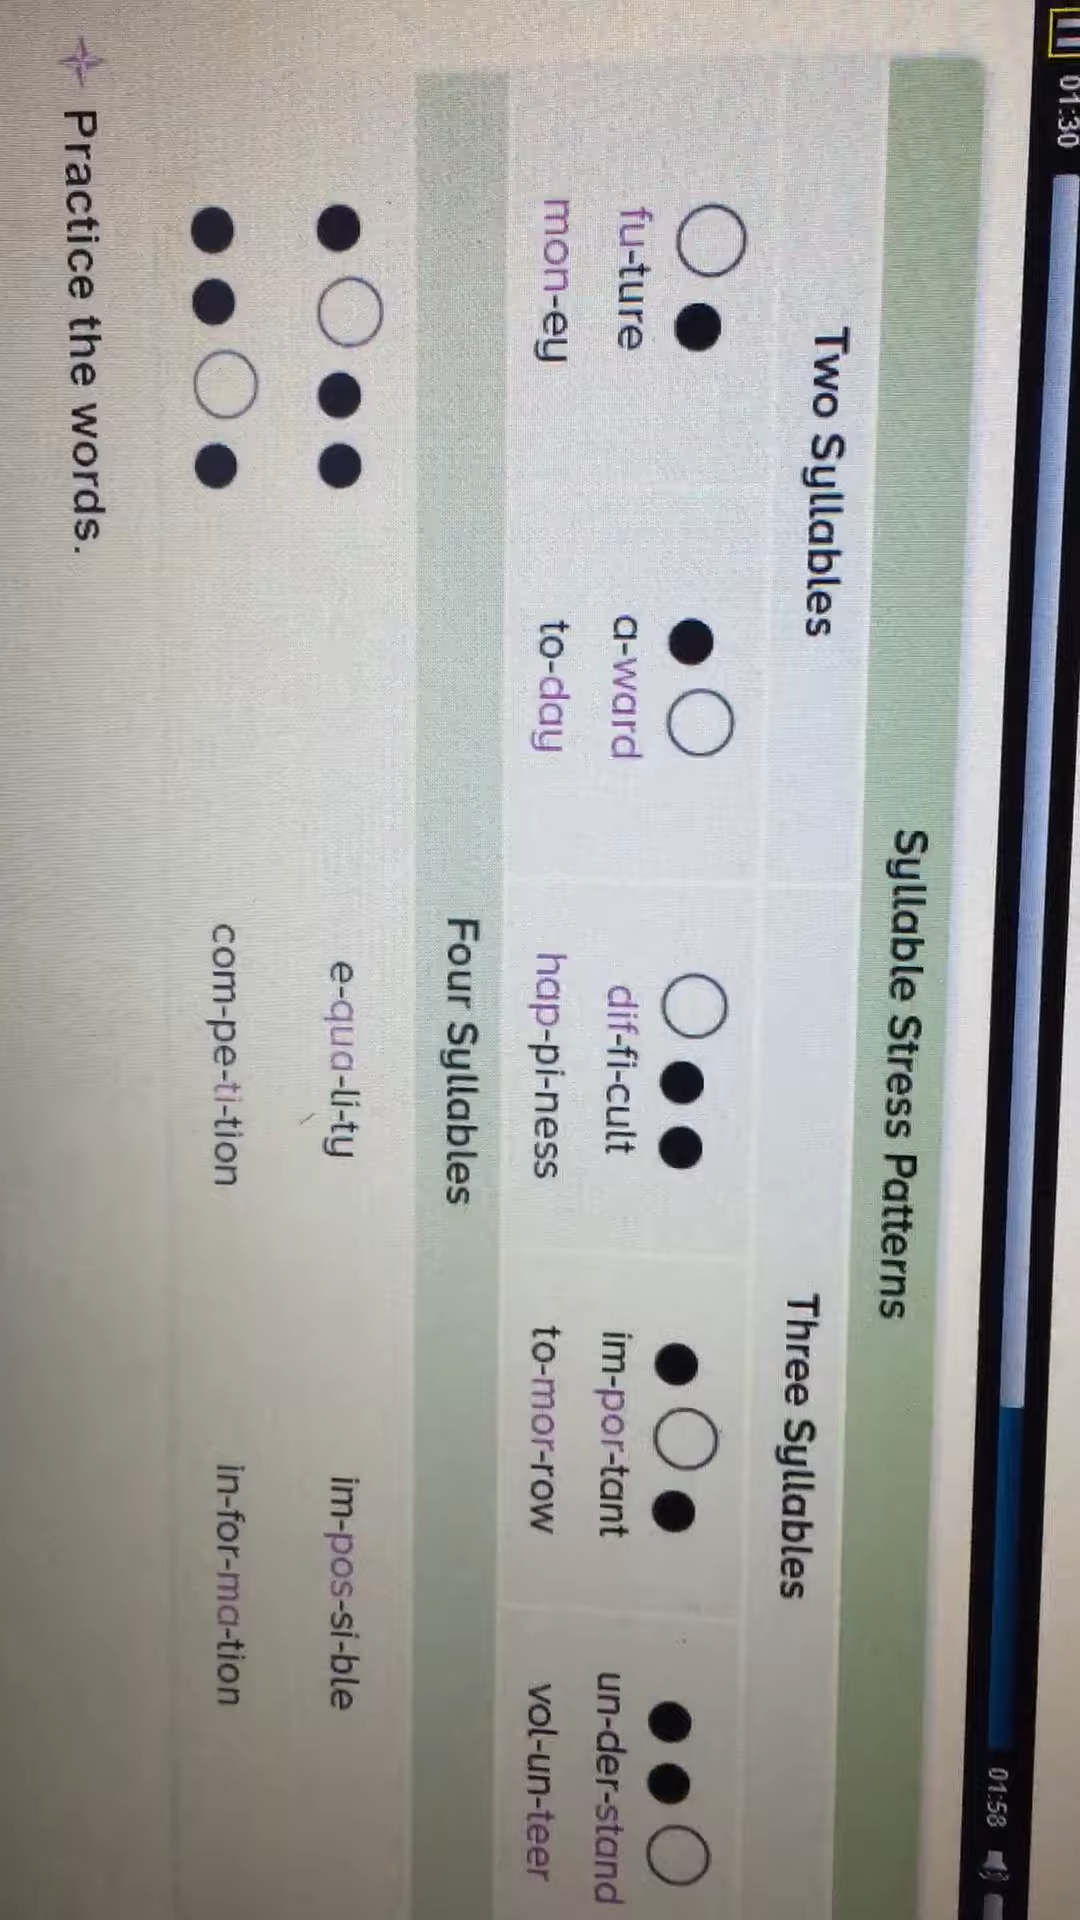 01:30
01:58
Syllable Stress Patterns
Two Syllables
Three Syllables
fu-ture
a-ward
dif-fi-cult
im-por-tant
un-der-stand
mon-ey
to-day
hap-pi-ness
to-mor-row
vol-un-teer
Four Syllables
e-qua-li-ty
im-pos-si-ble
com-pe-ti-tion
in-for-ma-tion
Practice the words.